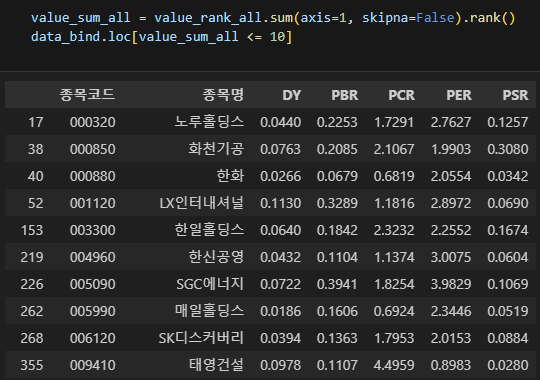 value_sum_all = value_rank_all.sum(axis=1, skipna=False).rank()
data_bind.loc[value_sum_all <= 10]
종목코드 종목명 DY PBR PCR PER PSR
17 000320 노루홀딩스 0.0440 0.2253 1.7291 2.7627 0.1257
38 000850 화천기공 0.0763 0.2085 2.1067 1.9903 0.3080
40 000880 한화 0.0266 0.0679 0.6819 2.0554 0.0342
52 001120 LX인터내셔널 0.1130 0.3289 1.1816 2.8972 0.0690
153 003300 한일홀딩스 0.0640 0.1842 2.3232 2.2552 0.1674
219 004960 한신공영 0.0432 0.1104 1.1374 3.0075 0.0604
226 005090 SGC에너지 0.0722 0.3941 1.8254 3.9829 0.1069
262 005990 매일홀딩스 0.0186 0.1606 0.6924 2.3446 0.0519
268 006120 SK디스커버리 0.0394 0.1363 1.7953 2.0153 0.0884
355 009410 태영건설 0.0978 0.1107 4.4959 0.8983 0.0280